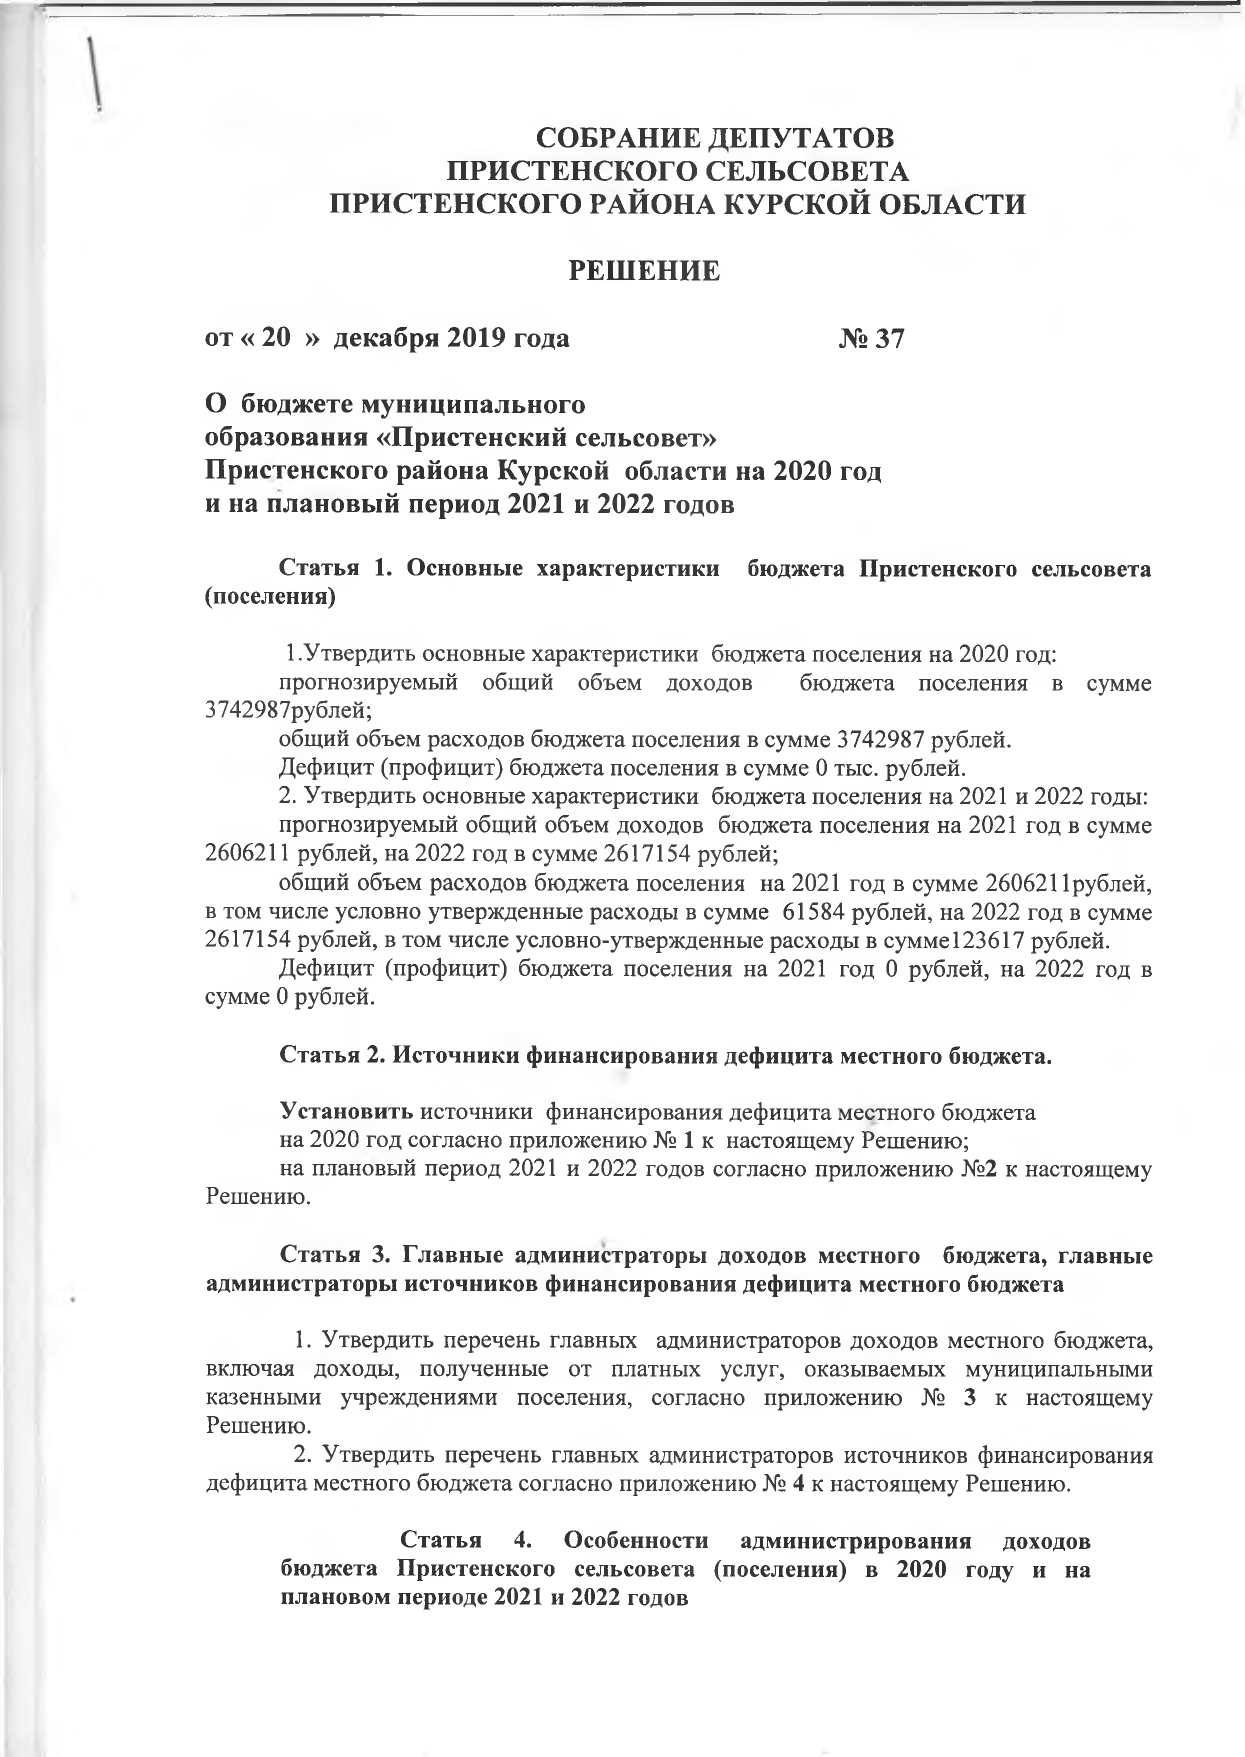 СОБРАНИЕ ДЕПУТАТОВ
ПРИСТЕНСКОГО СЕЛЬСОВЕТА
ПРИСТЕНСКОГО РАЙОНА КУРСКОЙ ОБЛАСТИ
РЕШЕНИЕ
от « 20 » декабря 2019 года № 37
О бюджете муниципального
образования «Пристенский сельсовет»
Пристенского района Курской области на 2020 год
и на плановый период 2021 и 2022 годов
Статья 1. Основные характеристики бюджета Пристенского сельсовета
(поселения)
1.Утвердить основные характеристики бюджета поселения на 2020 год:
прогнозируемый общий объем доходов бюджета поселения в сумме
3742987рублей;
общий объем расходов бюджета поселения в сумме 3742987 рублей.
Дефицит (профицит) бюджета поселения в сумме 0 тыс. рублей.
2. Утвердить основные характеристики бюджета поселения на 2021 и 2022 годы:
прогнозируемый общий объем доходов бюджета поселения на 2021 год в сумме
2606211 рублей, на 2022 год в сумме 2617154 рублей;
общий объем расходов бюджета поселения на 2021 год в сумме 2606211рублей,
в том числе условно утвержденные расходы в сумме 61584 рублей, на 2022 год в сумме
2617154 рублей, в том числе условно-утвержденные расходы в сумме123617 рублей.
Дефицит (профицит) бюджета поселения на 2021 год 0 рублей, на 2022 год в
сумме 0 рублей.
Статья 2. Источники финансирования дефицита местного бюджета.
Установить источники финансирования дефицита местного бюджета
на 2020 год согласно приложению № 1 к настоящему Решению;
на плановый период 2021 и 2022 годов согласно приложению №2 к настоящему
Решению.
Статья 3. Главные администраторы доходов местного бюджета, главные
администраторы источников финансирования дефицита местного бюджета
1. Утвердить перечень главных администраторов доходов местного бюджета,
включая доходы, полученные от платных услуг, оказываемых муниципальными
казенными учреждениями поселения, согласно приложению № 3 к настоящему
Решению.
2. Утвердить перечень главных администраторов источников финансирования
дефицита местного бюджета согласно приложению № 4 к настоящему Решению.
Статья 4. Особенности администрирования доходов
бюджета Пристенского сельсовета (поселения) в 2020 году и на
плановом периоде 2021 и 2022 годов